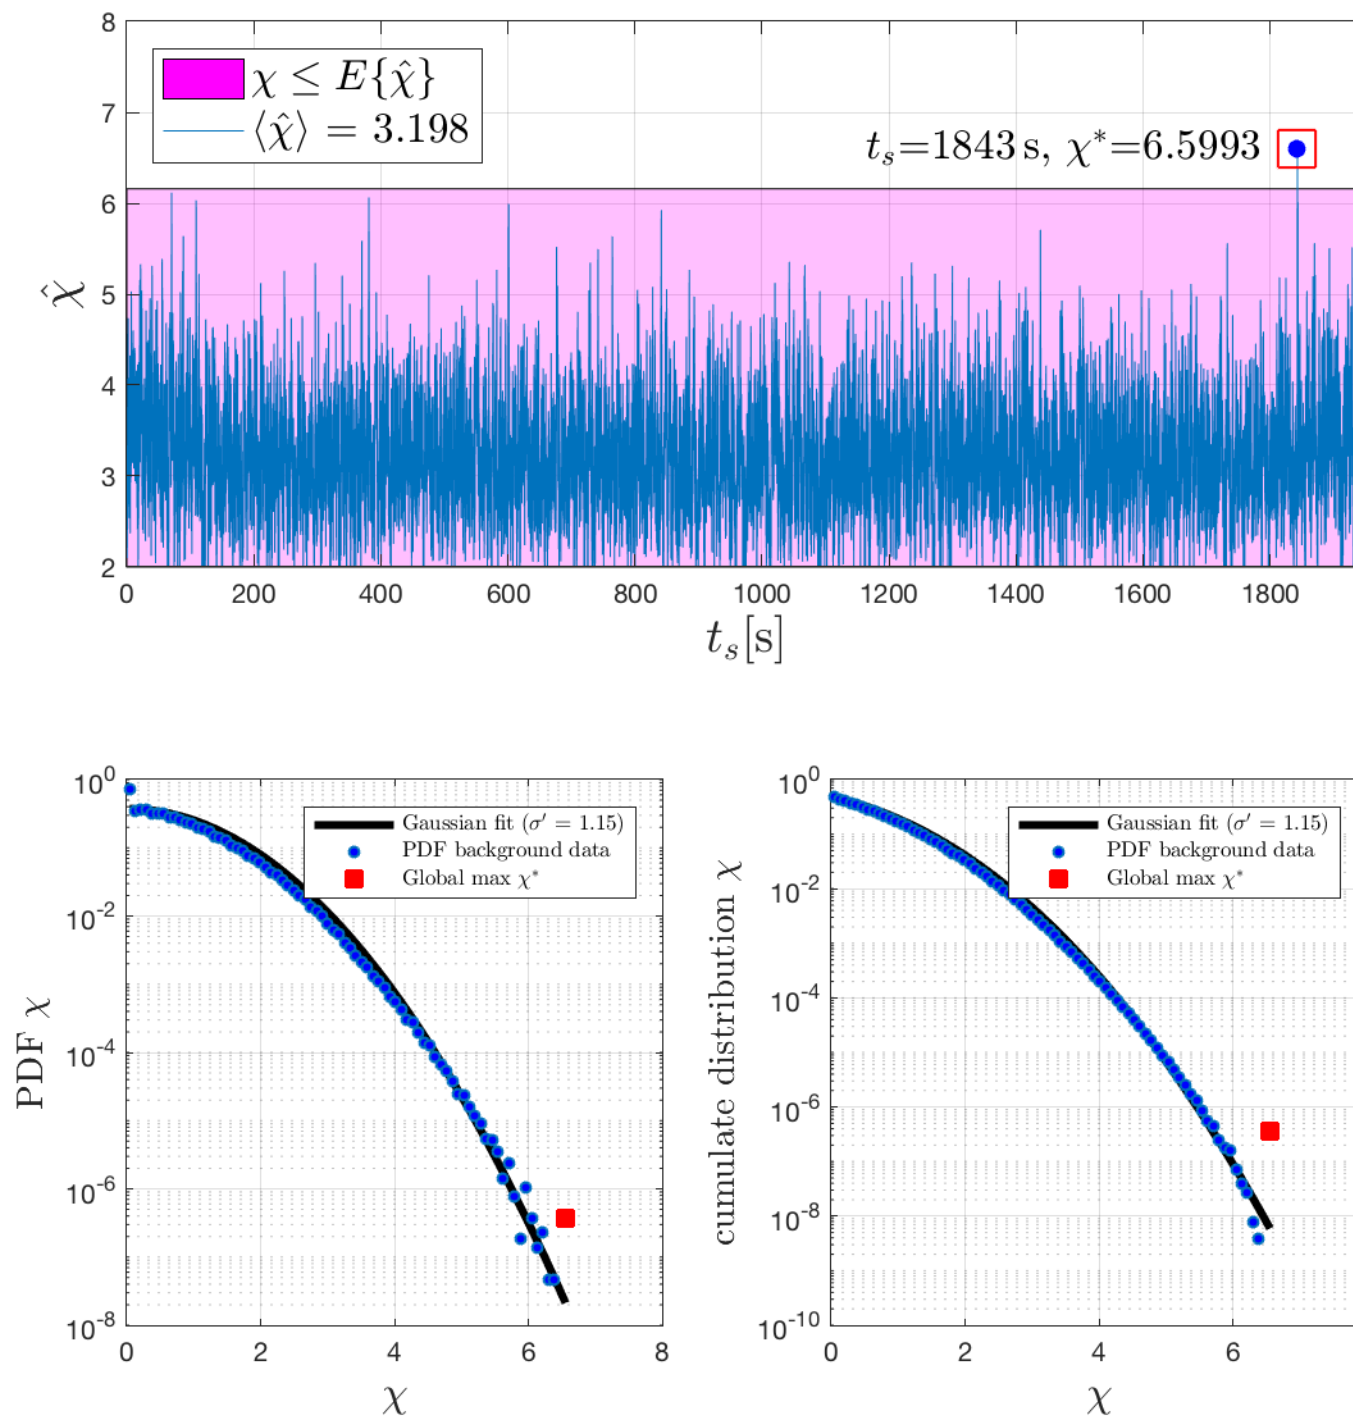 8
7
6
5
4
3
2
χ̂
χ ≤ E{χ̂}
⟨χ̂⟩ = 3.198
t_s=1843 s, χ*=6.5993
0 200 400 600 800 1000 1200 1400 1600 1800
t_s[s]
10^0
10^-2
10^-4
10^-6
10^-8
PDF χ
Gaussian fit (σ′ = 1.15)
PDF background data
Global max χ*
0 2 4 6 8
χ
10^0
10^-2
10^-4
10^-6
10^-8
10^-10
cumulate distribution χ
Gaussian fit (σ′ = 1.15)
PDF background data
Global max χ*
0 2 4 6
χ